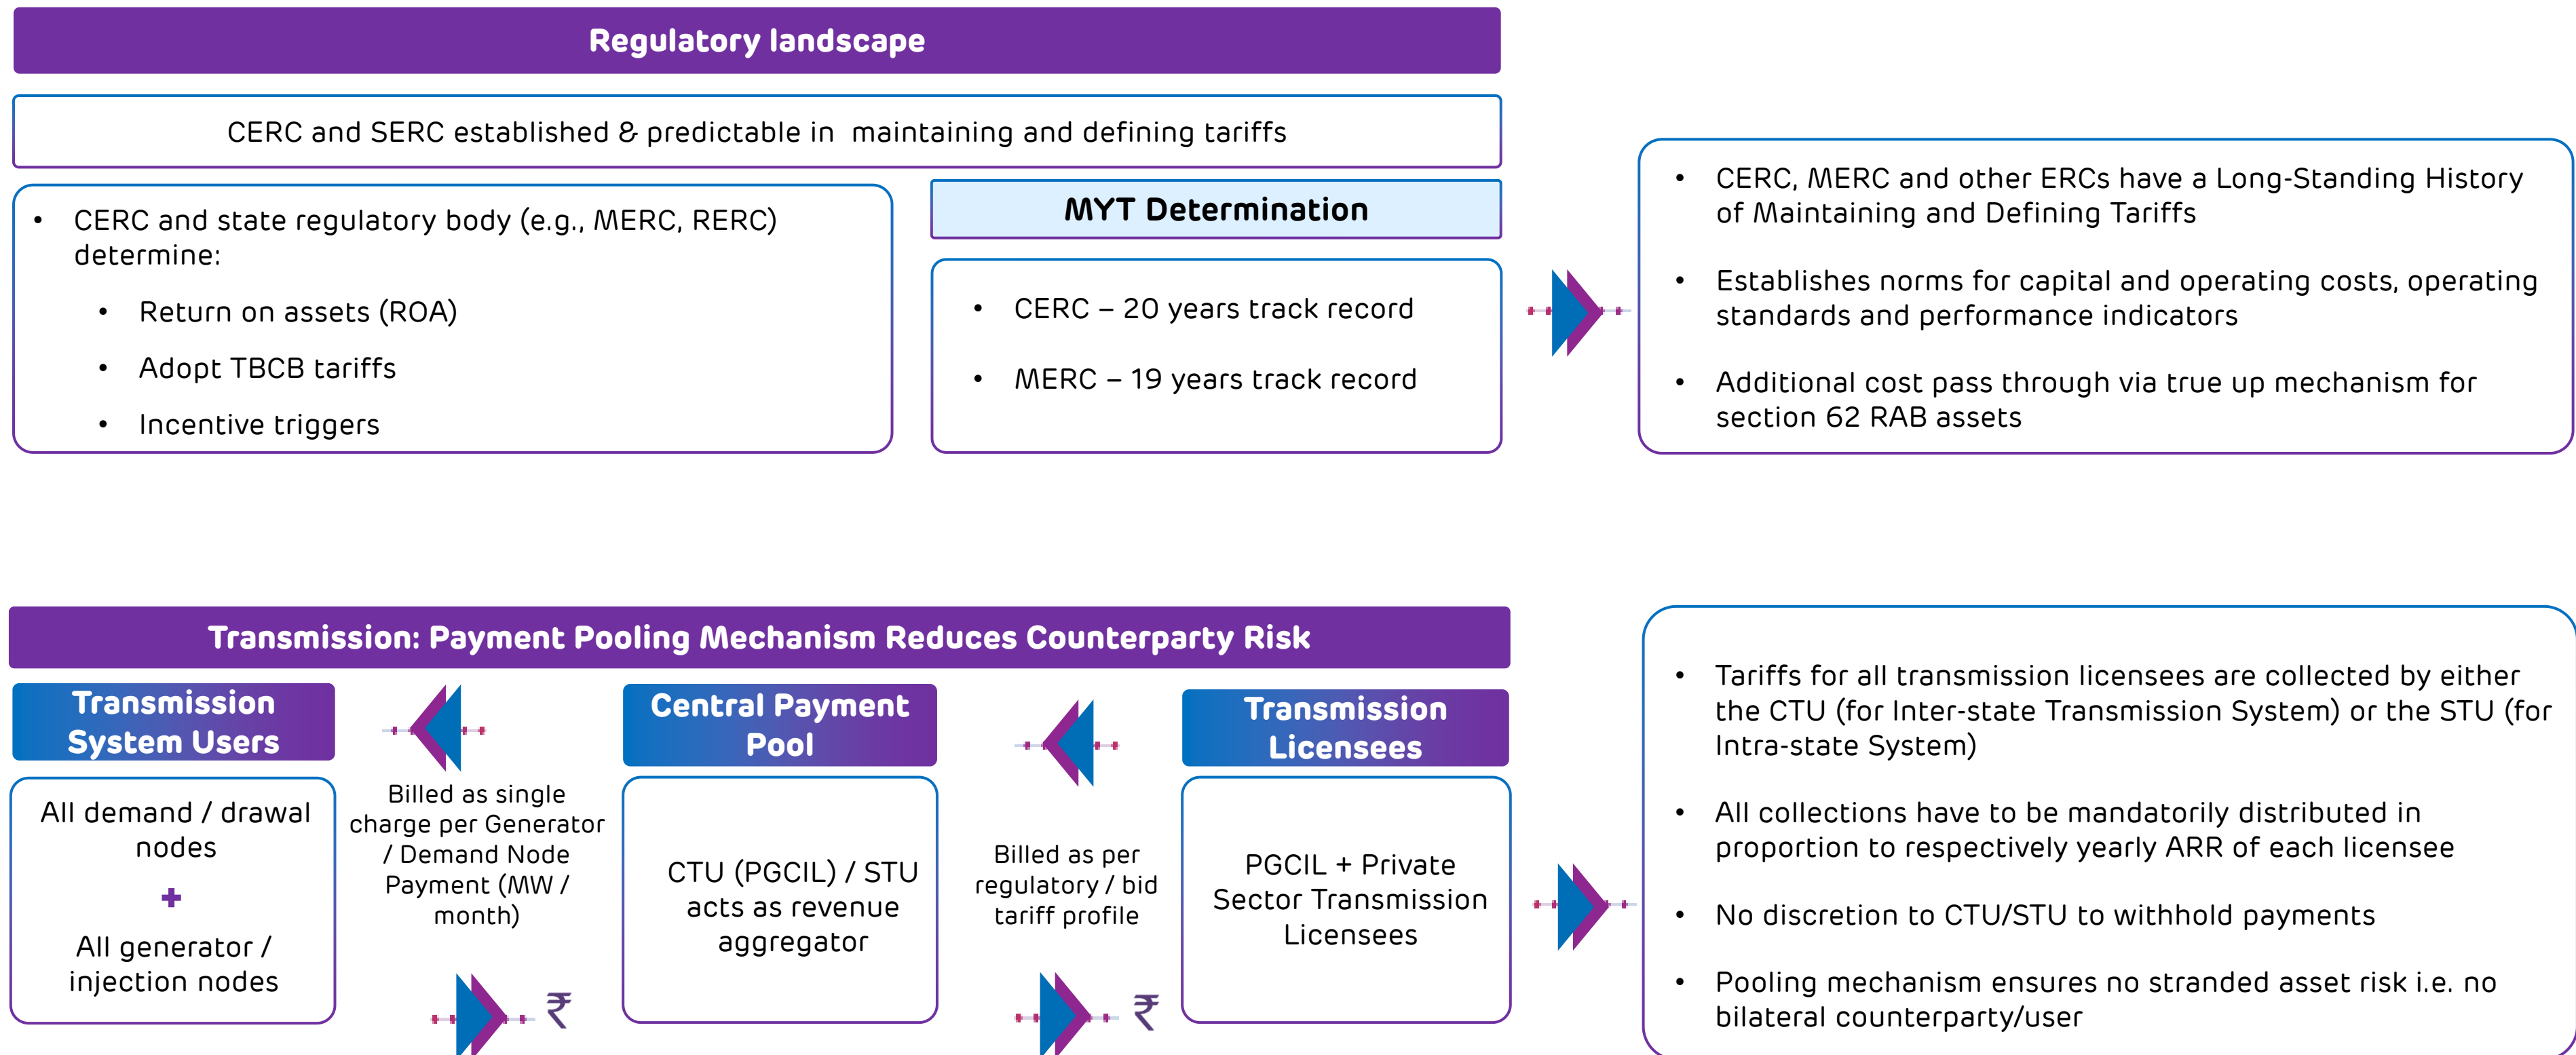 Regulatory landscape
CERC and SERC established & predictable in maintaining and defining tariffs
• CERC and state regulatory body (e.g., MERC, RERC)
determine:
• Return on assets (ROA)
• Adopt TBCB tariffs
• Incentive triggers
MYT Determination
• CERC – 20 years track record
• MERC – 19 years track record
• CERC, MERC and other ERCs have a Long-Standing History
of Maintaining and Defining Tariffs
• Establishes norms for capital and operating costs, operating
standards and performance indicators
• Additional cost pass through via true up mechanism for
section 62 RAB assets
Transmission: Payment Pooling Mechanism Reduces Counterparty Risk
Transmission
System Users
All demand / drawal
nodes
+
All generator /
injection nodes
Billed as single
charge per Generator
/ Demand Node
Payment (MW /
month)
₹
Central Payment
Pool
CTU (PGCIL) / STU
acts as revenue
aggregator
Billed as per
regulatory / bid
tariff profile
₹
Transmission
Licensees
PGCIL + Private
Sector Transmission
Licensees
• Tariffs for all transmission licensees are collected by either
the CTU (for Inter-state Transmission System) or the STU (for
Intra-state System)
• All collections have to be mandatorily distributed in
proportion to respectively yearly ARR of each licensee
• No discretion to CTU/STU to withhold payments
• Pooling mechanism ensures no stranded asset risk i.e. no
bilateral counterparty/user